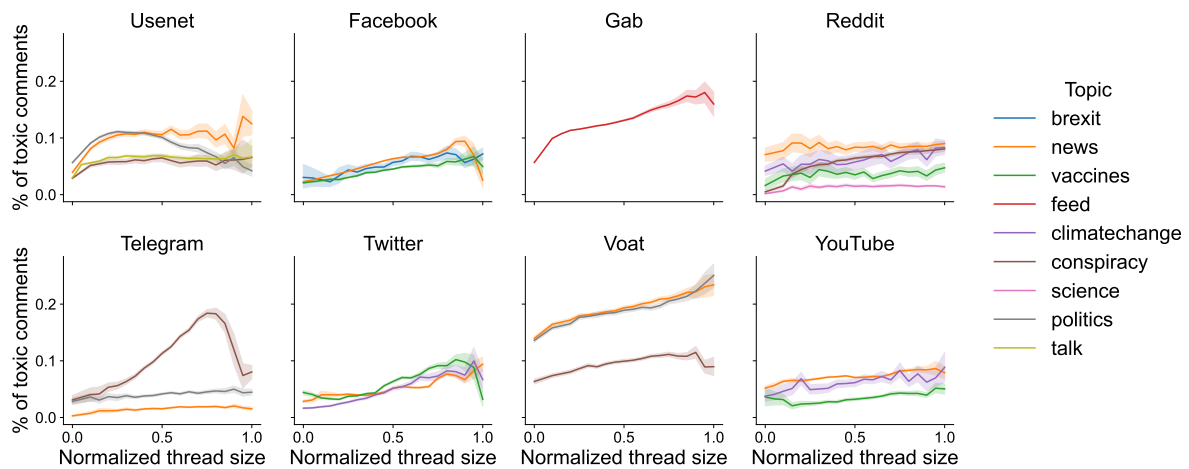 Usenet Facebook Gab Reddit
% of toxic comments
0.2
0.1
0.0
Telegram Twitter Voat YouTube
% of toxic comments
0.2
0.1
0.0
0.0 0.5 1.0 0.0 0.5 1.0 0.0 0.5 1.0 0.0 0.5 1.0
Normalized thread size Normalized thread size Normalized thread size Normalized thread size
Topic
brexit
news
vaccines
feed
climatechange
conspiracy
science
politics
talk